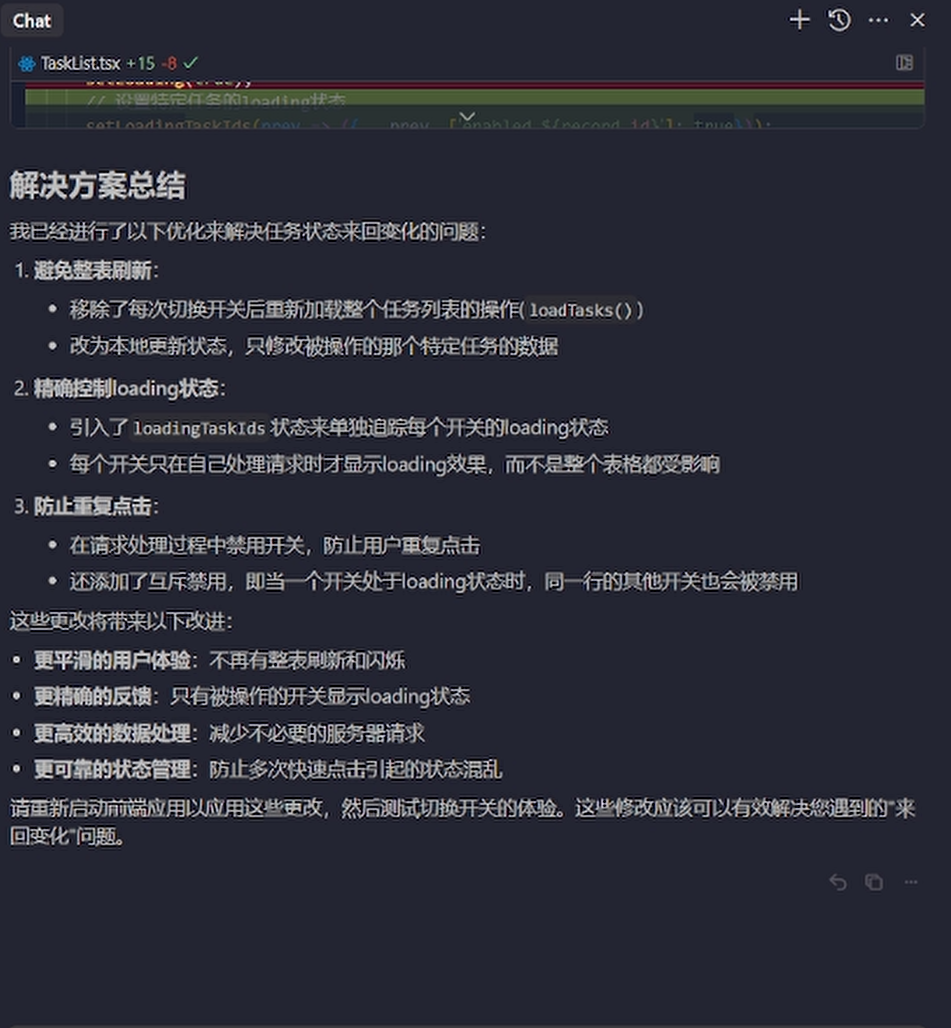 Chat
TaskList.tsx +15 -8
setLoading(true);
// 设置特定任务的loading状态
setLoadingTaskIds(prev => ({ ...prev, [`enabled_${record.id}`]: true}));
解决方案总结
我已经进行了以下优化来解决任务状态来回变化的问题：
1. 避免整表刷新：
• 移除了每次切换开关后重新加载整个任务列表的操作( loadTasks() )
• 改为本地更新状态，只修改被操作的那个特定任务的数据
2. 精确控制loading状态：
• 引入了 loadingTaskIds 状态来单独追踪每个开关的loading状态
• 每个开关只在自己处理请求时才显示loading效果，而不是整个表格都受影响
3. 防止重复点击：
• 在请求处理过程中禁用开关，防止用户重复点击
• 还添加了互斥禁用，即当一个开关处于loading状态时，同一行的其他开关也会被禁用
这些更改将带来以下改进：
• 更平滑的用户体验：不再有整表刷新和闪烁
• 更精确的反馈：只有被操作的开关显示loading状态
• 更高效的数据处理：减少不必要的服务器请求
• 更可靠的状态管理：防止多次快速点击引起的状态混乱
请重新启动前端应用以应用这些更改，然后测试切换开关的体验。这些修改应该可以有效解决您遇到的"来
回变化"问题。